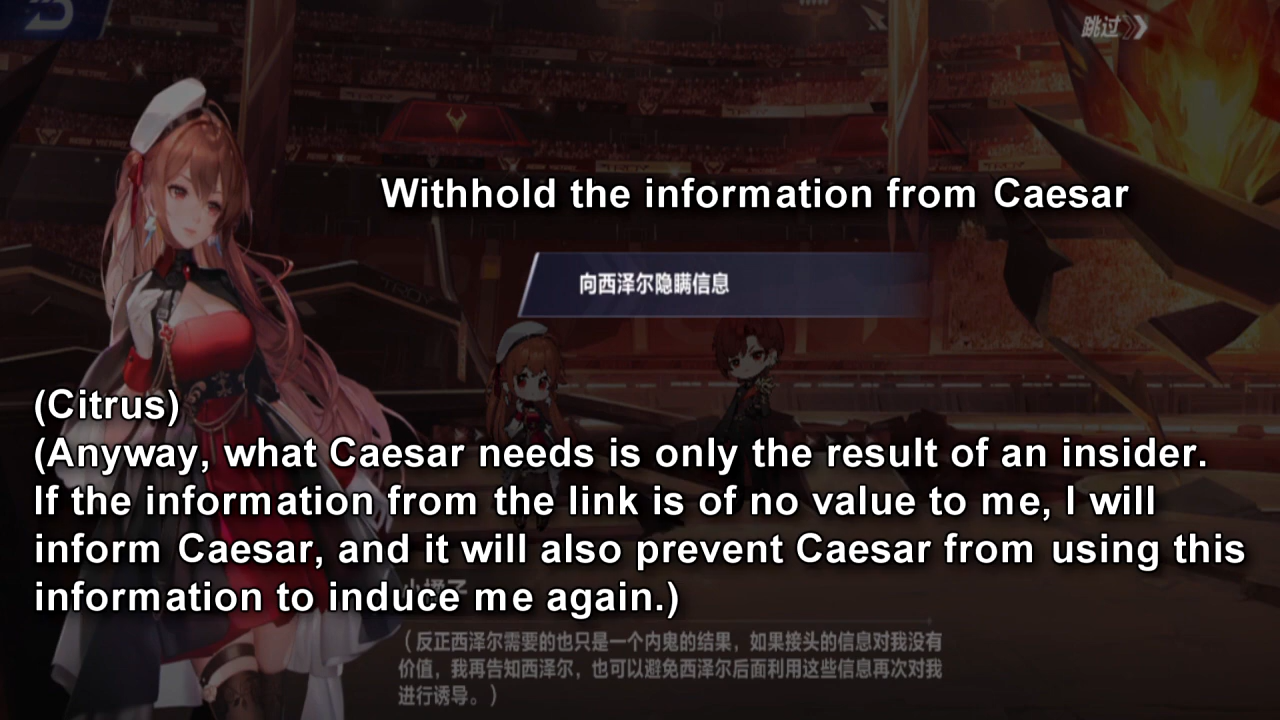 跳过
Withhold the information from Caesar
向西泽尔隐瞒信息
(Citrus)
(Anyway, what Caesar needs is only the result of an insider.
If the information from the link is of no value to me, I will
inform Caesar, and it will also prevent Caesar from using this
information to induce me again.)
小橘子
（反正西泽尔需要的也只是一个内鬼的结果，如果接头的信息对我没有
价值，我再告知西泽尔，也可以避免西泽尔后面利用这些信息再次对我
进行诱导。）